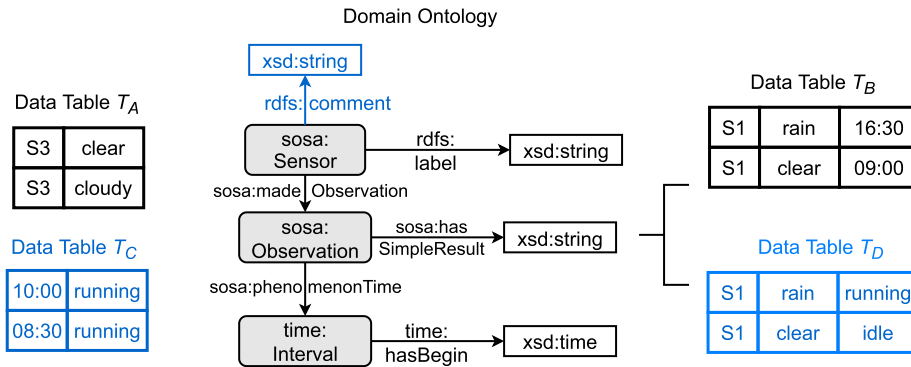 Domain Ontology
xsd:string
rdfs: comment
Data Table T_A
S3 clear
S3 cloudy
Data Table T_C
10:00 running
08:30 running
sosa:
Sensor
rdfs:
label
xsd:string
sosa:made Observation
sosa:
Observation
sosa:has
SimpleResult
xsd:string
sosa:pheno menonTime
time:
Interval
time:
hasBegin
xsd:time
Data Table T_B
S1 rain 16:30
S1 clear 09:00
Data Table T_D
S1 rain running
S1 clear idle